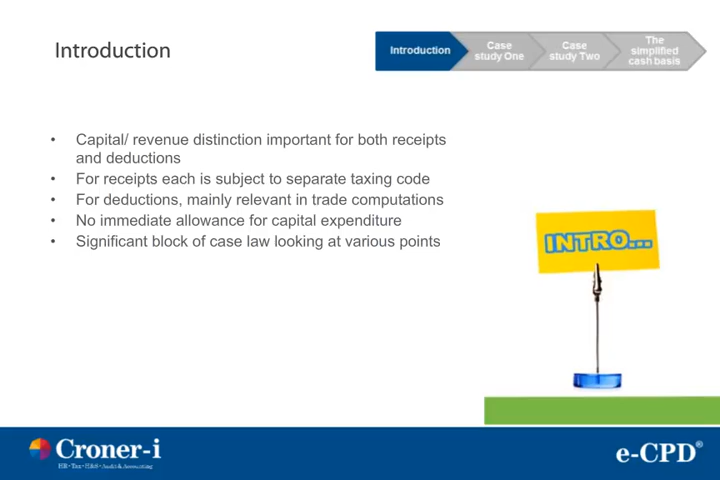 Introduction
Introduction
Case
study One
Case
study Two
The
simplified
cash basis
• Capital/ revenue distinction important for both receipts
and deductions
• For receipts each is subject to separate taxing code
• For deductions, mainly relevant in trade computations
• No immediate allowance for capital expenditure
• Significant block of case law looking at various points
INTRO...
Croner-i
HR · Tax · H&S · Audit & Accounting
e-CPD®